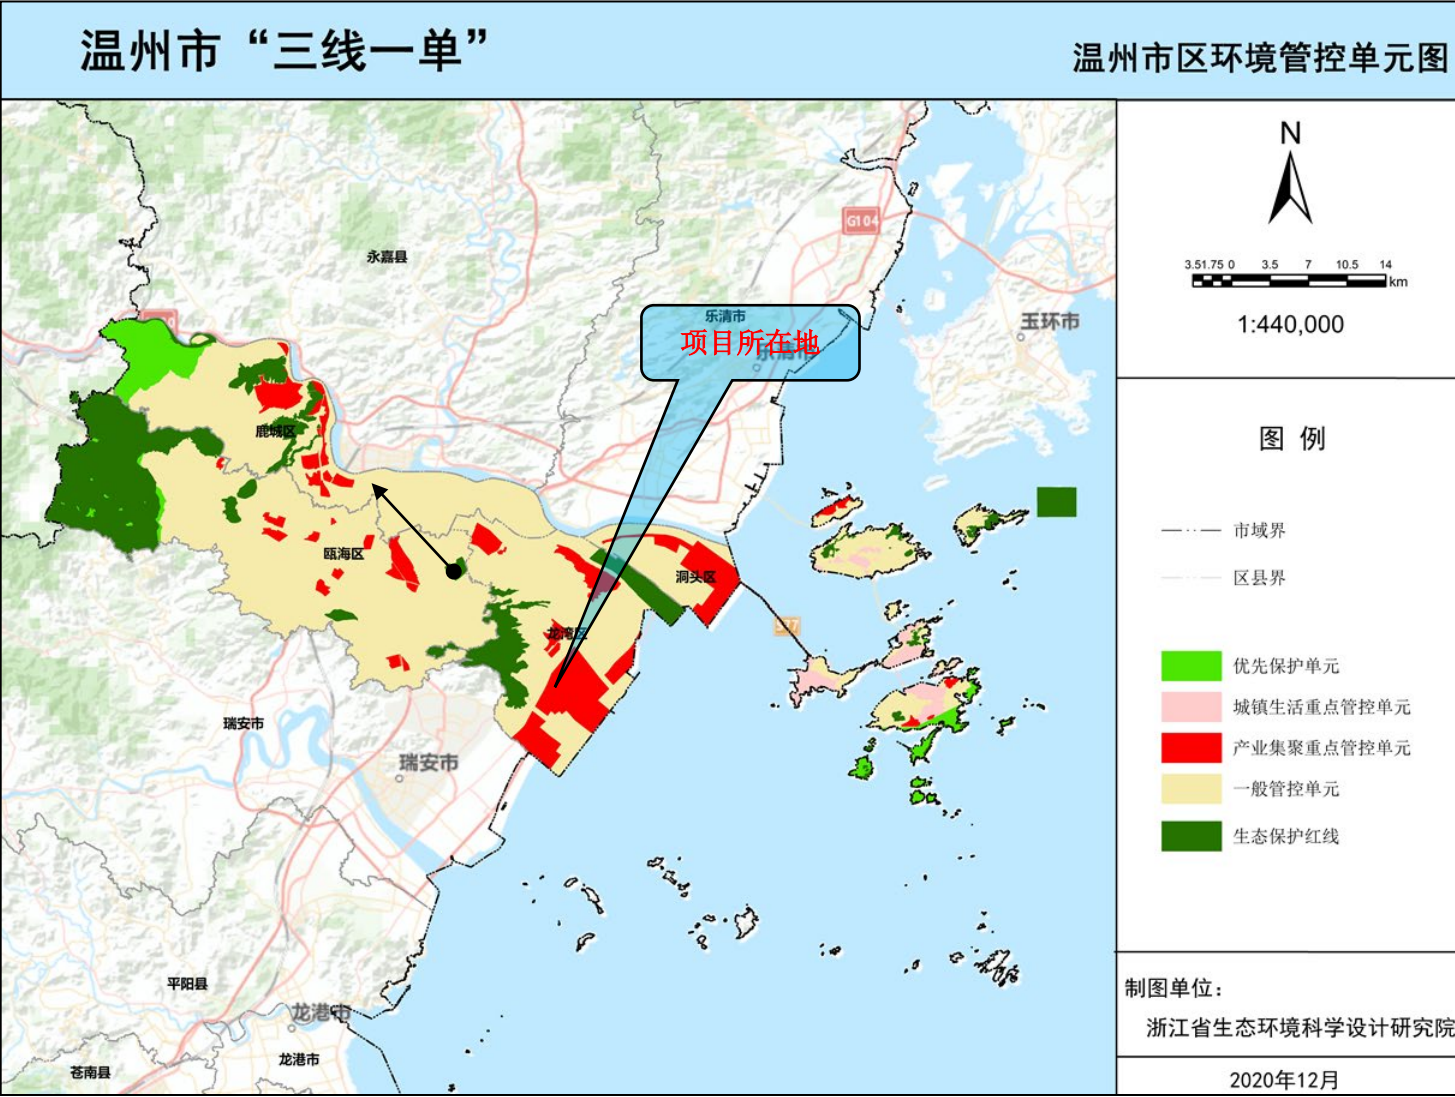 温州市“三线一单”
温州市区环境管控单元图
N
3.51.75 0 3.5 7 10.5 14
km
1:440,000
G104
永嘉县
乐清市
项目所在地
乐清市
玉环市
鹿城区
瓯海区
洞头区
龙湾区
瑞安市
瑞安市
平阳县
龙港市
龙港市
苍南县
图 例
市域界
区县界
优先保护单元
城镇生活重点管控单元
产业集聚重点管控单元
一般管控单元
生态保护红线
制图单位：
浙江省生态环境科学设计研究院
2020年12月